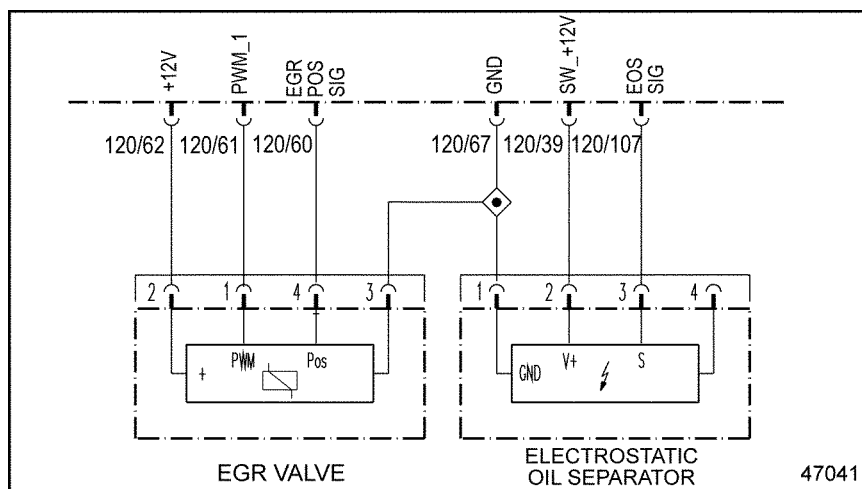 +12V
PWM_1
EGR
POS
SIG
GND
SW_+12V
EOS
SIG
120/62 120/61 120/60 120/67 120/39 120/107
2 1 4 3 1 2 3 4
+ PWM Pos GND V+ S
EGR VALVE
ELECTROSTATIC
OIL SEPARATOR
47041